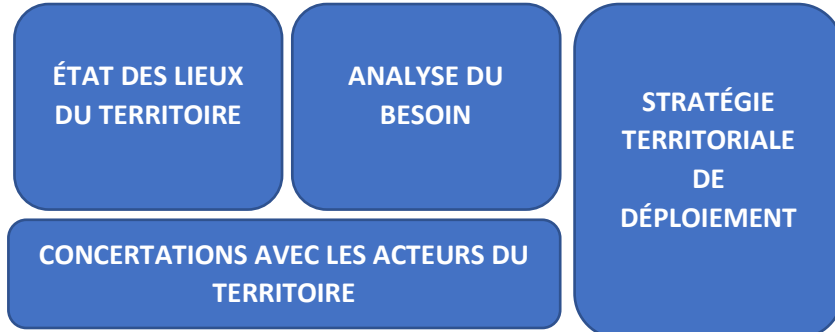 ÉTAT DES LIEUX
DU TERRITOIRE
ANALYSE DU
BESOIN
CONCERTATIONS AVEC LES ACTEURS DU
TERRITOIRE
STRATÉGIE
TERRITORIALE
DE
DÉPLOIEMENT